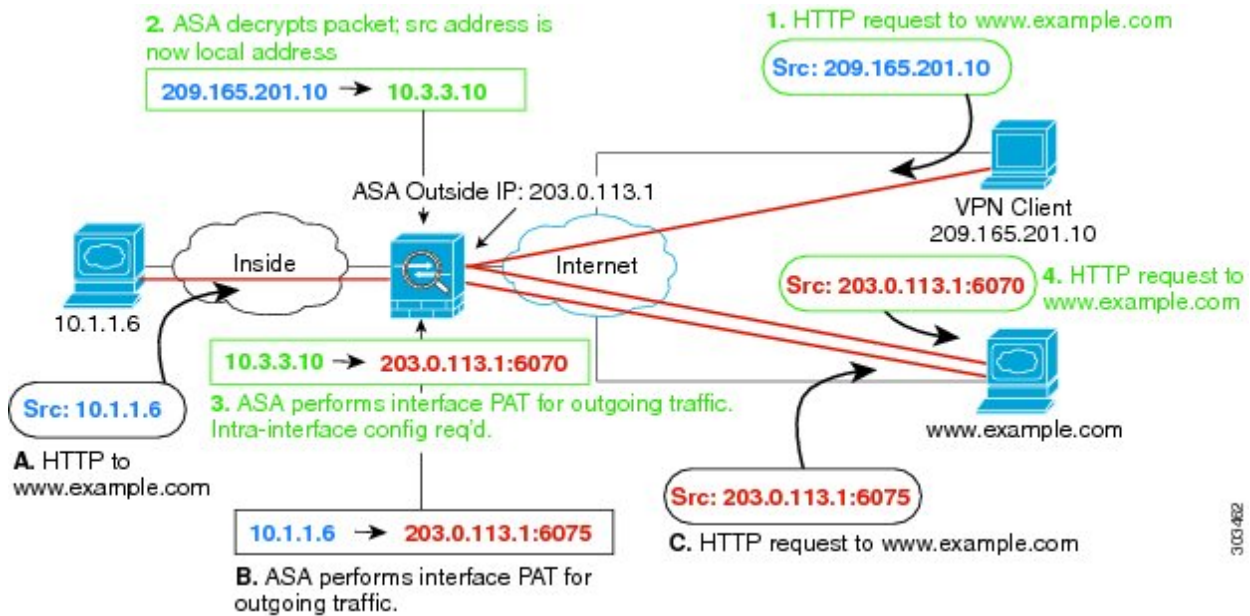 2. ASA decrypts packet; src address is
now local address
209.165.201.10 → 10.3.3.10
1. HTTP request to www.example.com
Src: 209.165.201.10
ASA Outside IP: 203.0.113.1
VPN Client
209.165.201.10
Inside
Internet
10.1.1.6
Src: 203.0.113.1:6070
4. HTTP request to
www.example.com
10.3.3.10 → 203.0.113.1:6070
3. ASA performs interface PAT for outgoing traffic.
Intra-interface config req'd.
Src: 10.1.1.6
A. HTTP to
www.example.com
www.example.com
10.1.1.6 → 203.0.113.1:6075
B. ASA performs interface PAT for
outgoing traffic.
Src: 203.0.113.1:6075
C. HTTP request to www.example.com
303462